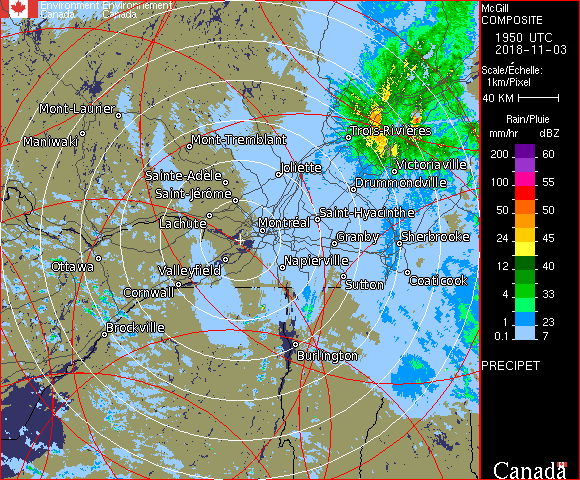 Environment Environnement
Canada Canada
McGill
COMPOSITE
1950 UTC
2018-11-03
Scale/Échelle:
1km/Pixel
40 KM
Rain/Pluie
mm/hr dBZ
200 60
150 57
100 55
50 50
24 45
12 40
4 33
1 23
0.1 7
PRECIPET
Canada
Mont-Laurier
Maniwaki
Mont-Tremblant
Trois-Rivières
Sainte-Adèle
Joliette
Victoriaville
Saint-Jérôme
Drummondville
Lachute
Montréal
Saint-Hyacinthe
Granby
Sherbrooke
Ottawa
Valleyfield
Napierville
Cornwall
Sutton
Coaticook
Brockville
Burlington